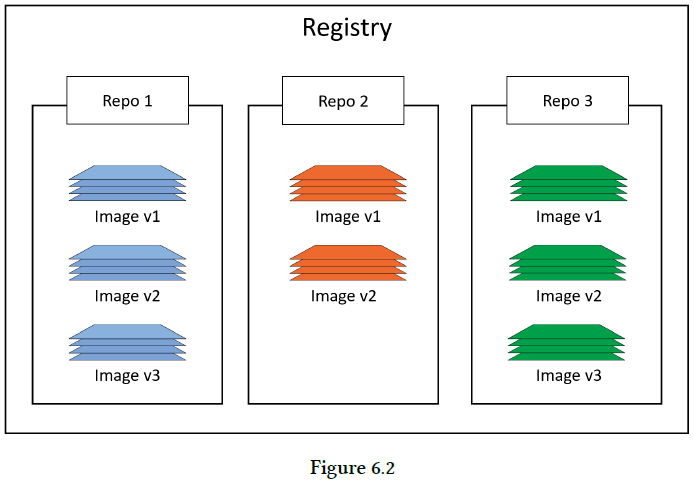 Registry
Repo 1
Repo 2
Repo 3
Image v1
Image v1
Image v1
Image v2
Image v2
Image v2
Image v3
Image v3
Figure 6.2